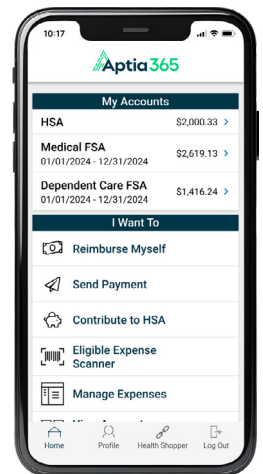 10:17
Aptia365
My Accounts
HSA $2,000.33
Medical FSA
01/01/2024 - 12/31/2024 $2,619.13
Dependent Care FSA
01/01/2024 - 12/31/2024 $1,416.24
I Want To
Reimburse Myself
Send Payment
Contribute to HSA
Eligible Expense
Scanner
Manage Expenses
Home Profile Health Shopper Log Out